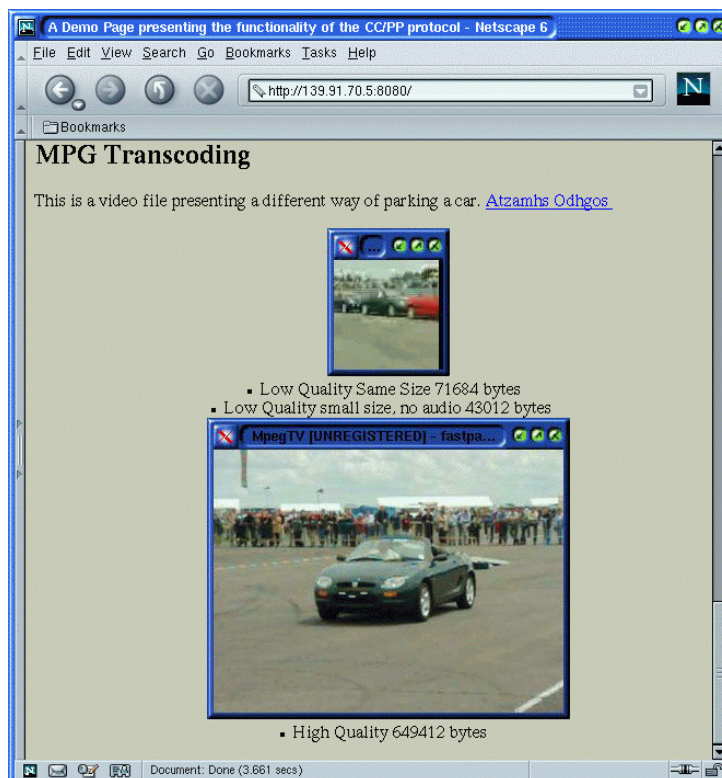 A Demo Page presenting the functionality of the CC/PP protocol - Netscape 6
File Edit View Search Go Bookmarks Tasks Help
http://139.91.70.5:8080/
N
Bookmarks
MPG Transcoding
This is a video file presenting a different way of parking a car. Atzamhs Odhgos
...
▪ Low Quality Same Size 71684 bytes
▪ Low Quality small size, no audio 43012 bytes
MpegTV [UNREGISTERED] - fastpa...
▪ High Quality 649412 bytes
Document: Done (3.661 secs)